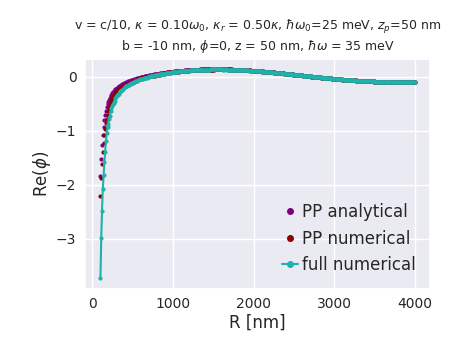 v = c/10, κ = 0.10ω₀, κᵣ = 0.50κ, ħω₀=25 meV, zₚ=50 nm
b = -10 nm, ϕ=0, z = 50 nm, ħω = 35 meV
Re(ϕ)
0
−1
−2
−3
PP analytical
PP numerical
full numerical
0 1000 2000 3000 4000
R [nm]